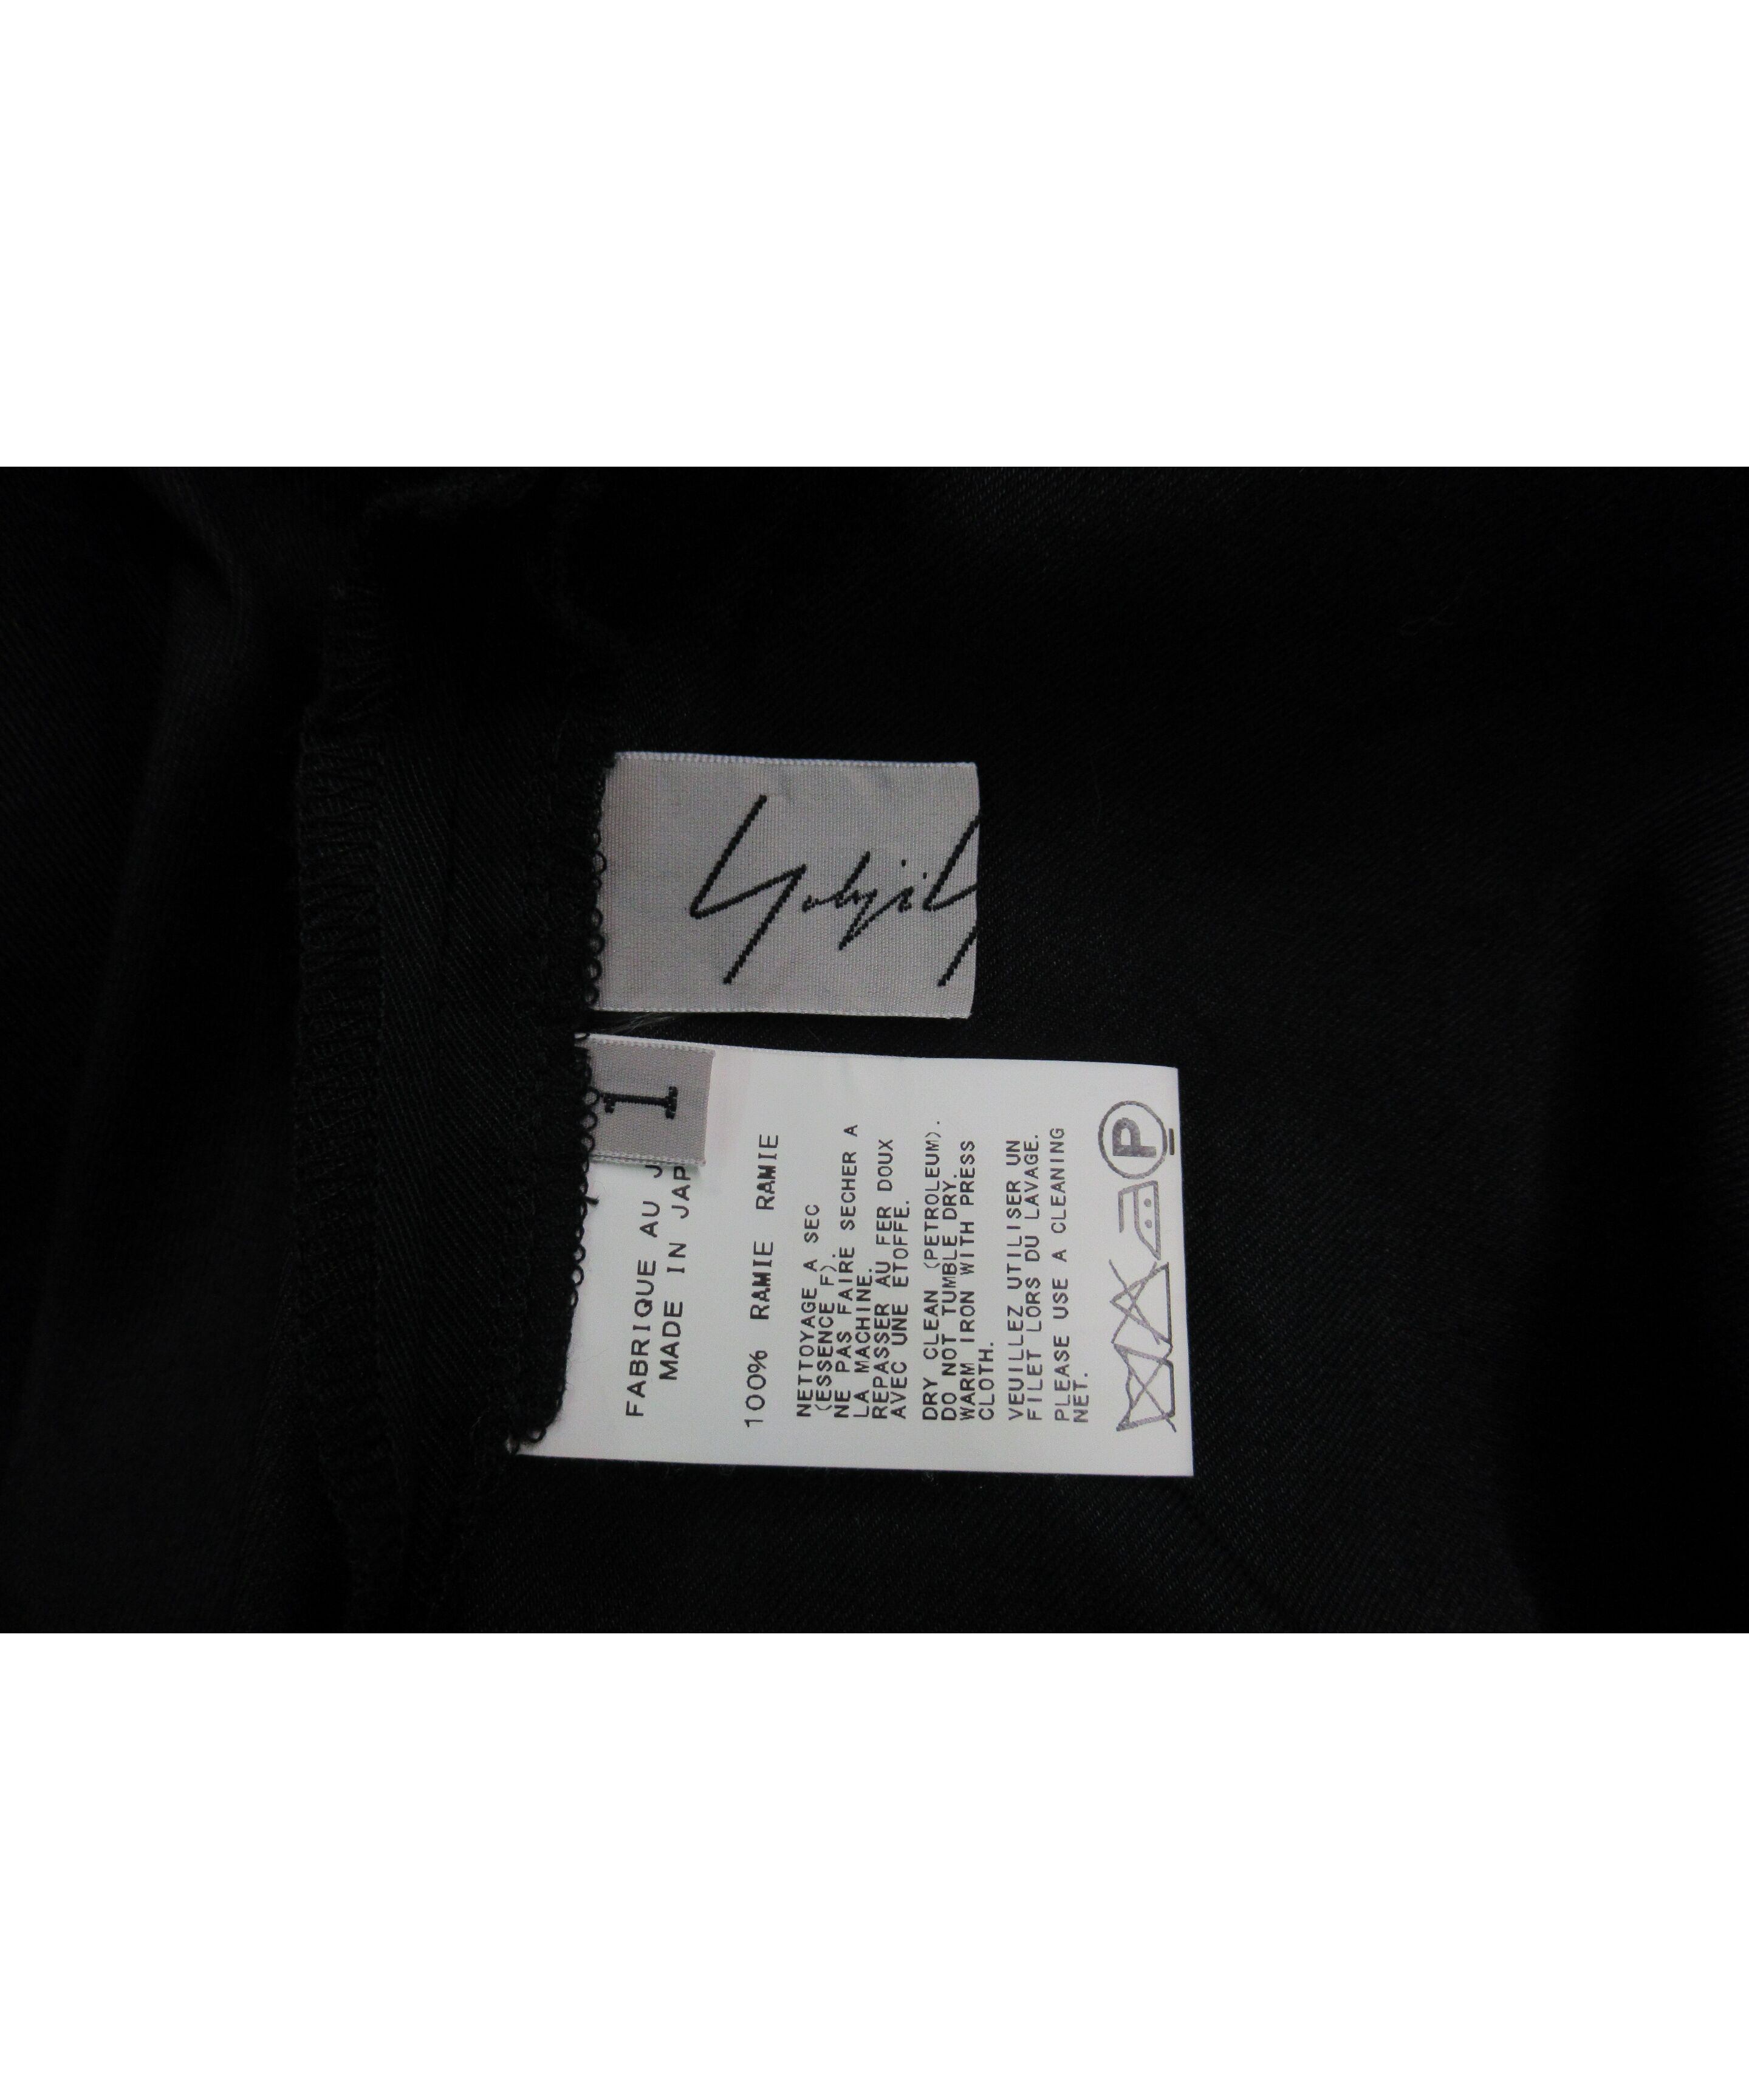 YohjiY
1
FABRIQUE AU J
MADE IN JAP
100% RAMIE RAMIE
NETTOYAGE A SEC
(ESSENCE F).
NE PAS FAIRE SECHER A
LA MACHINE.
REPASSER AU FER DOUX
AVEC UNE ETOFFE.
DRY CLEAN (PETROLEUM).
DO NOT TUMBLE DRY.
WARM IRON WITH PRESS
CLOTH.
VEUILLEZ UTILISER UN
FILET LORS DU LAVAGE.
PLEASE USE A CLEANING
NET.
P